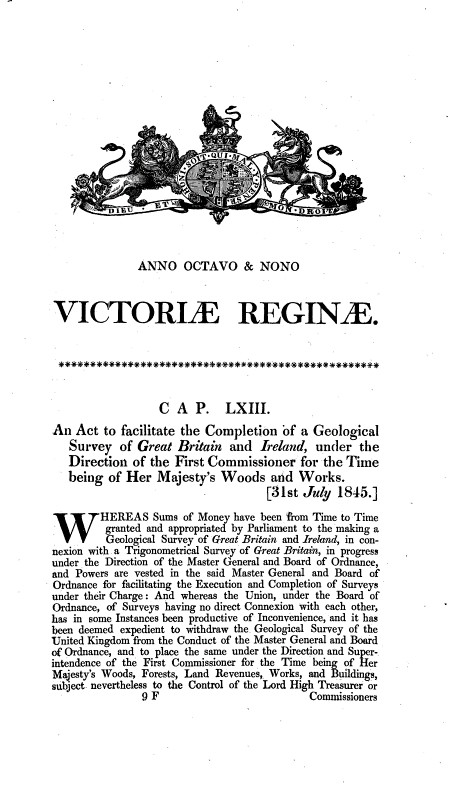 HONI · SOIT · QUI · MAL · Y · PENSE
DIEU · ET MON · DROIT
ANNO OCTAVO & NONO
VICTORIÆ REGINÆ.
***************************************************
CAP. LXIII.
An Act to facilitate the Completion of a Geological
Survey of Great Britain and Ireland, under the
Direction of the First Commissioner for the Time
being of Her Majesty's Woods and Works.
[31st July 1845.]
WHEREAS Sums of Money have been from Time to Time
granted and appropriated by Parliament to the making a
Geological Survey of Great Britain and Ireland, in con-
nexion with a Trigonometrical Survey of Great Britain, in progress
under the Direction of the Master General and Board of Ordnance,
and Powers are vested in the said Master General and Board of
Ordnance for facilitating the Execution and Completion of Surveys
under their Charge: And whereas the Union, under the Board of
Ordnance, of Surveys having no direct Connexion with each other,
has in some Instances been productive of Inconvenience, and it has
been deemed expedient to withdraw the Geological Survey of the
United Kingdom from the Conduct of the Master General and Board
of Ordnance, and to place the same under the Direction and Super-
intendence of the First Commissioner for the Time being of Her
Majesty's Woods, Forests, Land Revenues, Works, and Buildings,
subject nevertheless to the Control of the Lord High Treasurer or
9 F Commissioners